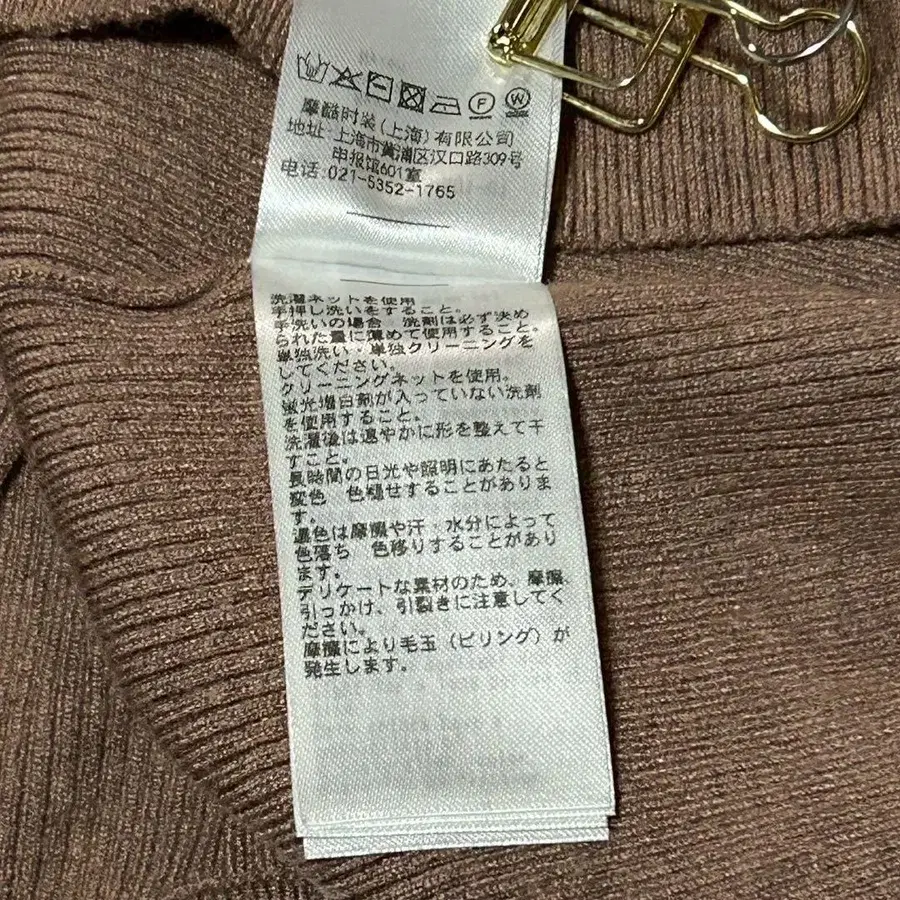 F W
摩酷时装(上海)有限公司
地址:上海市黄浦区汉口路309号
申报馆601室
电话:021-5352-1765
洗濯ネットを使用
手押し洗いをすること。
手洗いの場合 洗剤は必ず決め
られた量に薄めて使用すること。
単独洗い・単独クリーニングを
してください。
クリーニングネットを使用。
蛍光増白剤が入っていない洗剤
を使用すること。
洗濯後は速やかに形を整えて干
すこと。
長時間の日光や照明にあたると
変色 色褪せすることがありま
す。
濃色は摩擦や汗・水分によって
色落ち 色移りすることがあり
ます。
デリケートな素材のため、摩擦、
引っかけ、引裂きに注意してく
ださい。
摩擦により毛玉(ピリング)が
発生します。